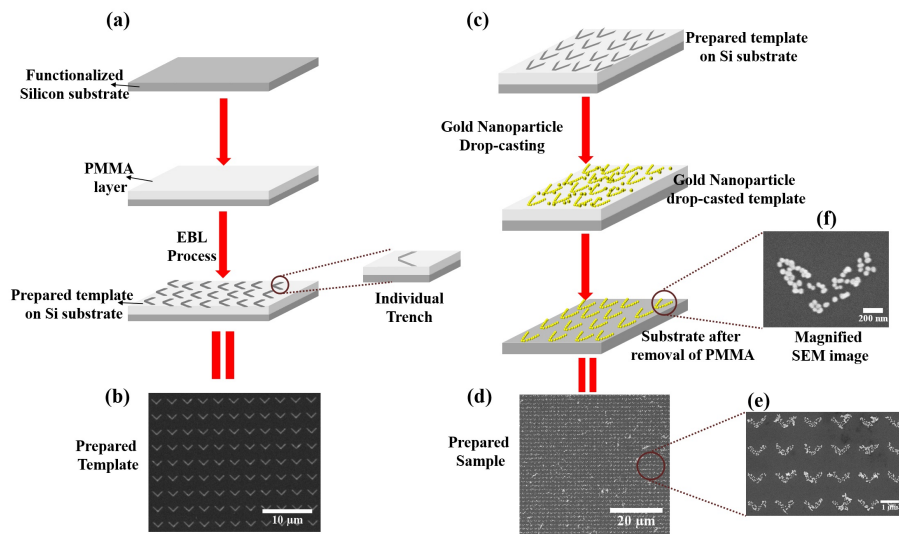 (a)
Functionalized
Silicon substrate
PMMA
layer
EBL
Process
Prepared template
on Si substrate
Individual
Trench
(b)
Prepared
Template
10 µm
(c)
Prepared template
on Si substrate
Gold Nanoparticle
Drop-casting
Gold Nanoparticle
drop-casted template
(f)
200 nm
Magnified
SEM image
Substrate after
removal of PMMA
(d)
Prepared
Sample
20 µm
(e)
1 µm